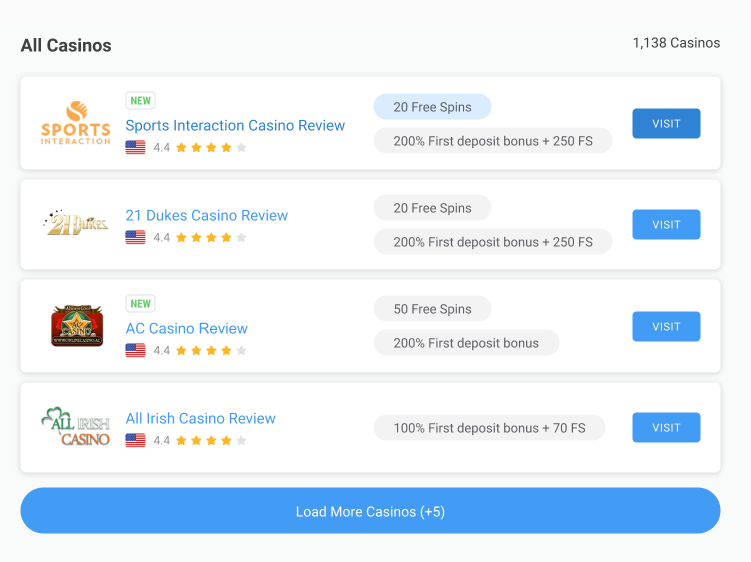 All Casinos
1,138 Casinos
SPORTS
INTERACTION
NEW
Sports Interaction Casino Review
4.4
20 Free Spins
200% First deposit bonus + 250 FS
VISIT
21 DUKES
21 Dukes Casino Review
4.4
20 Free Spins
200% First deposit bonus + 250 FS
VISIT
CASINO
WWW.ONLINECASINO.AC
NEW
AC Casino Review
4.4
50 Free Spins
200% First deposit bonus
VISIT
ALL IRISH
CASINO
All Irish Casino Review
4.4
100% First deposit bonus + 70 FS
VISIT
Load More Casinos (+5)